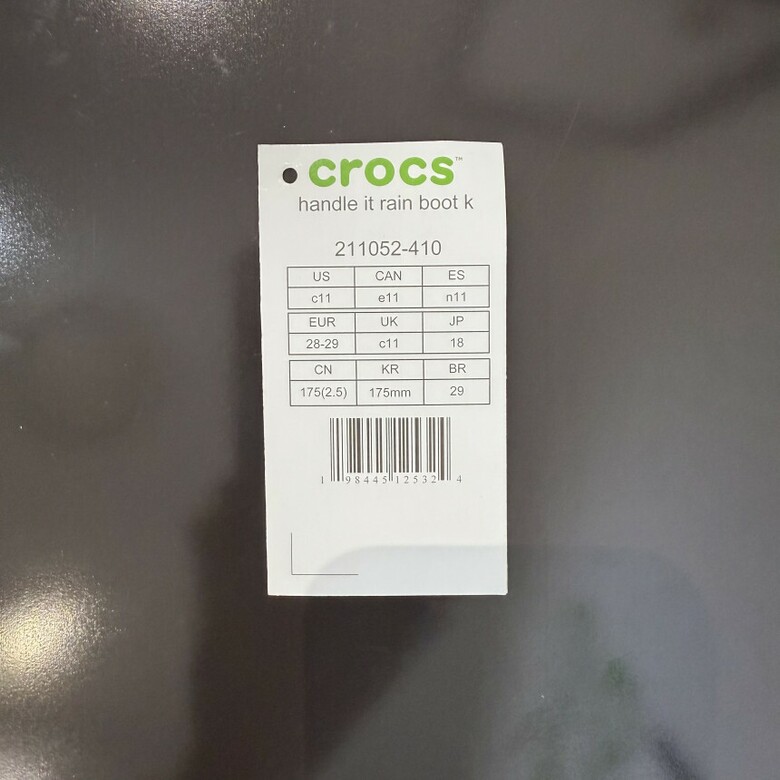 crocs™
handle it rain boot k
211052-410
US CAN ES
c11 e11 n11
EUR UK JP
28-29 c11 18
CN KR BR
175(2.5) 175mm 29
1 98445 12532 4